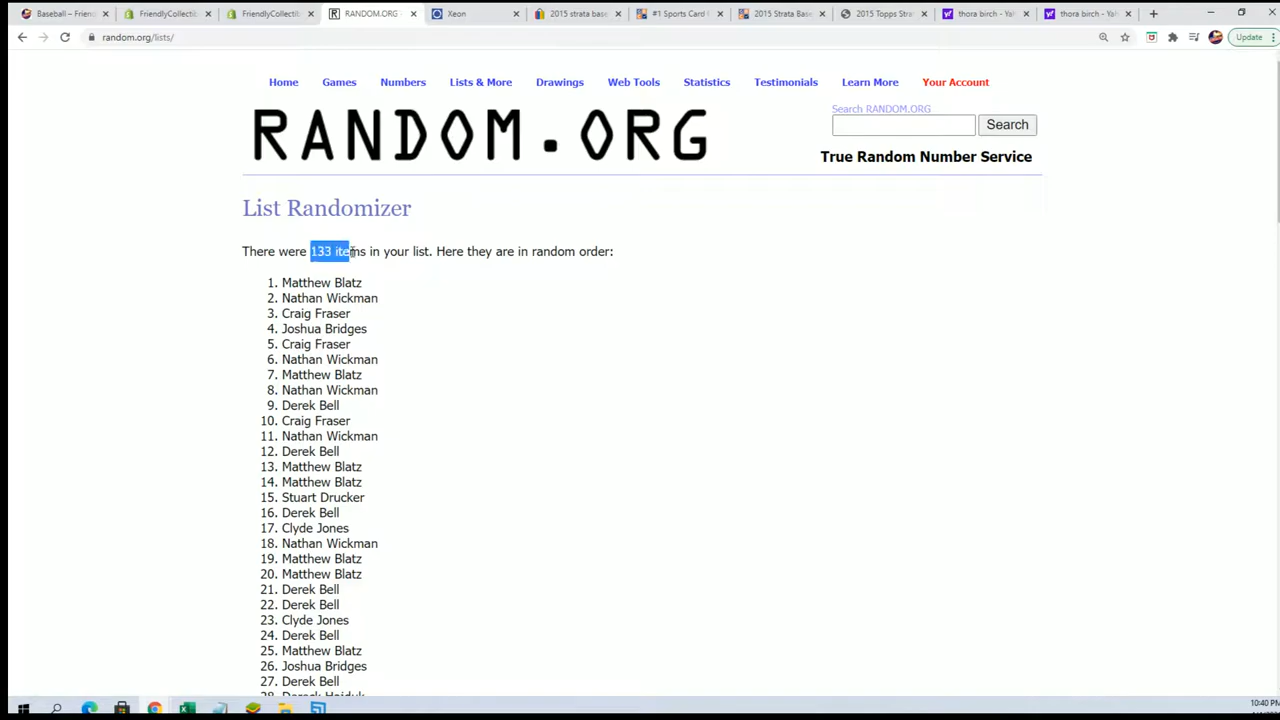 Baseball – Friend
FriendlyCollectib
FriendlyCollectib
RANDOM.ORG -
Xeon
2015 strata base
#1 Sports Card
2015 Strata Base
2015 Topps Stra
thora birch - Yah
thora birch - Yah
random.org/lists/
Update
Home Games Numbers Lists & More Drawings Web Tools Statistics Testimonials Learn More Your Account
RANDOM.ORG
Search RANDOM.ORG
Search
True Random Number Service
List Randomizer
There were 133 items in your list. Here they are in random order:
1. Matthew Blatz
2. Nathan Wickman
3. Craig Fraser
4. Joshua Bridges
5. Craig Fraser
6. Nathan Wickman
7. Matthew Blatz
8. Nathan Wickman
9. Derek Bell
10. Craig Fraser
11. Nathan Wickman
12. Derek Bell
13. Matthew Blatz
14. Matthew Blatz
15. Stuart Drucker
16. Derek Bell
17. Clyde Jones
18. Nathan Wickman
19. Matthew Blatz
20. Matthew Blatz
21. Derek Bell
22. Derek Bell
23. Clyde Jones
24. Derek Bell
25. Matthew Blatz
26. Joshua Bridges
27. Derek Bell
28.
10:40 PM